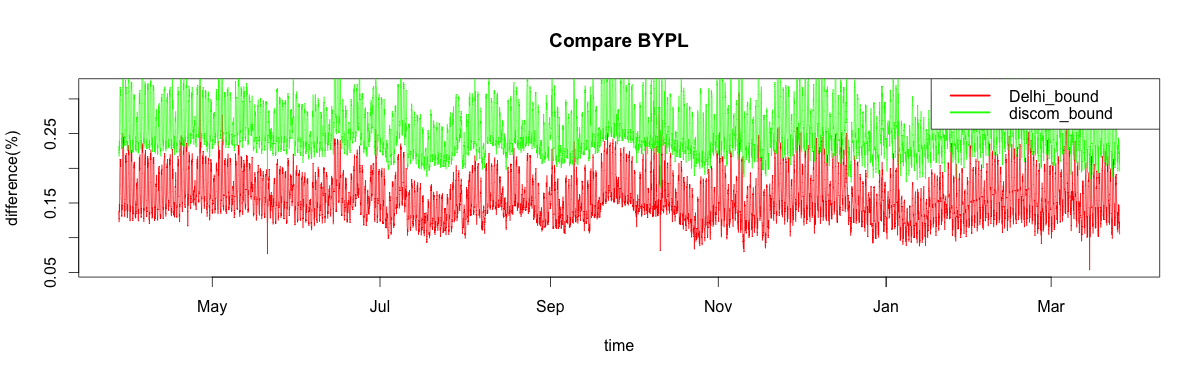 Compare BYPL
Delhi_bound
discom_bound
difference(%)
0.25
0.15
0.05
May Jul Sep Nov Jan Mar
time